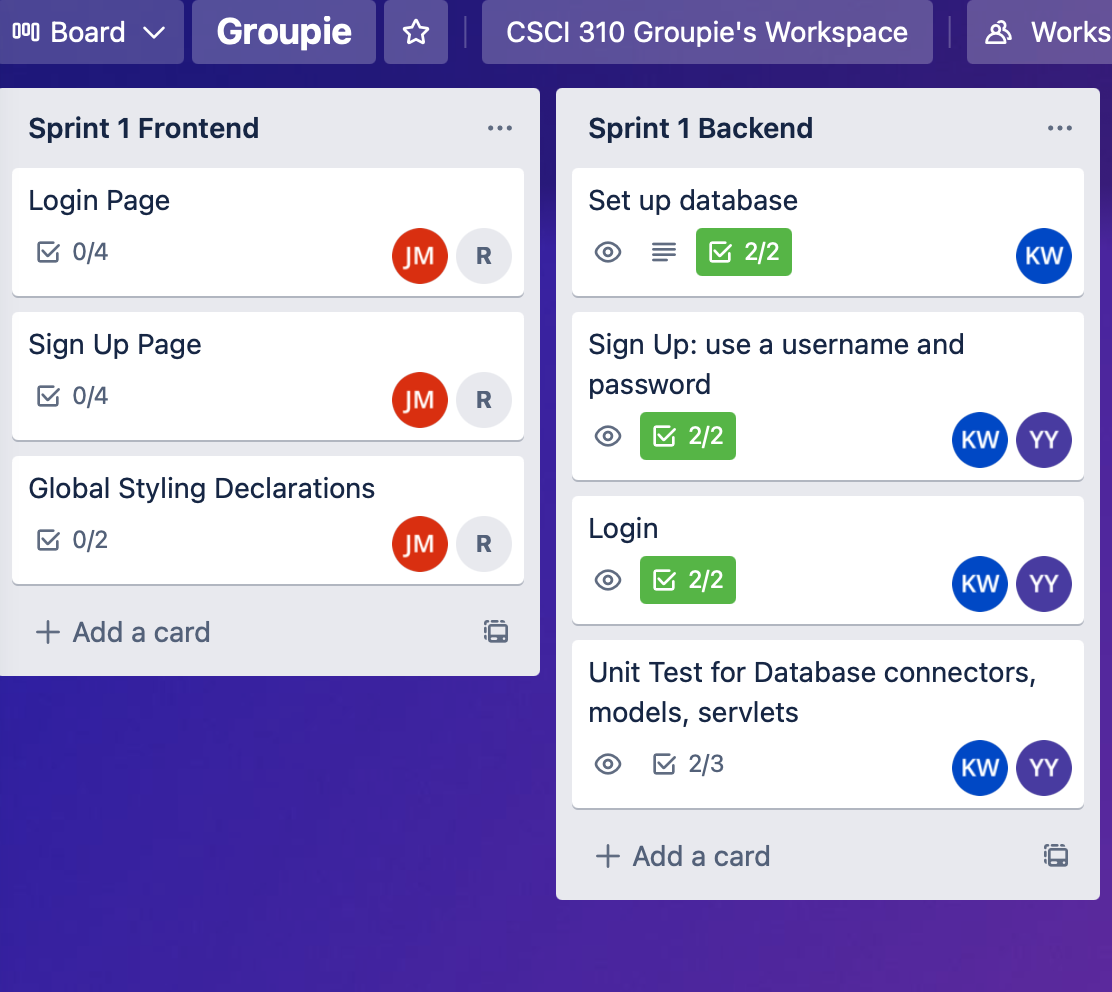 Board
Groupie
CSCI 310 Groupie's Workspace
Works
Sprint 1 Frontend
Login Page
0/4
JM
R
Sign Up Page
0/4
JM
R
Global Styling Declarations
0/2
JM
R
Add a card
Sprint 1 Backend
Set up database
2/2
KW
Sign Up: use a username and
password
2/2
KW
YY
Login
2/2
KW
YY
Unit Test for Database connectors,
models, servlets
2/3
KW
YY
Add a card